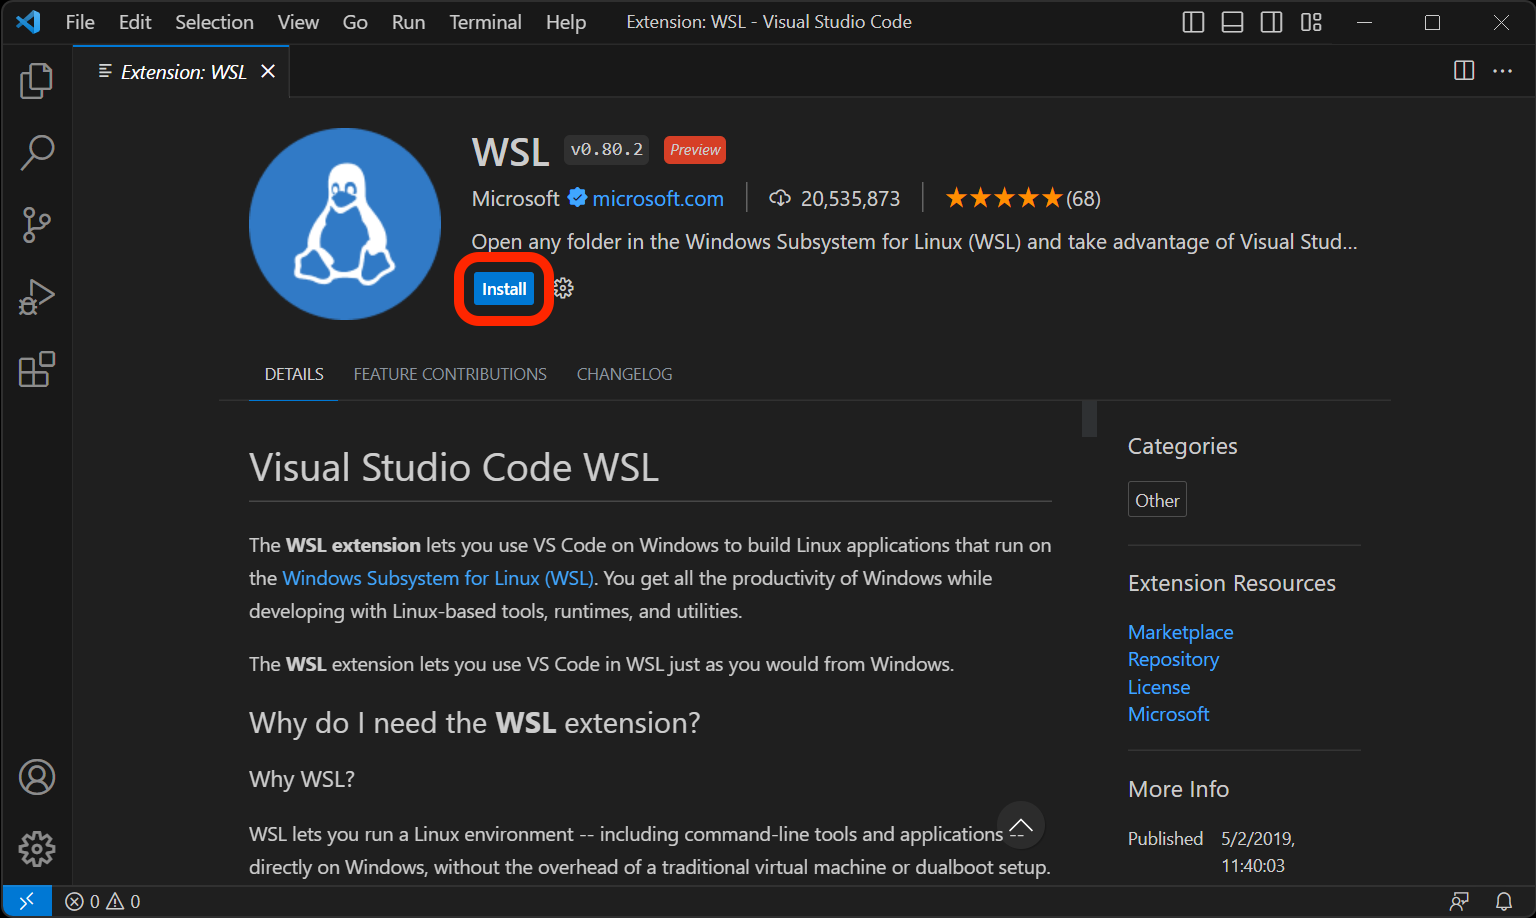 File Edit Selection View Go Run Terminal Help Extension: WSL - Visual Studio Code
Extension: WSL
WSL v0.80.2 Preview
Microsoft microsoft.com 20,535,873 ★★★★★(68)
Open any folder in the Windows Subsystem for Linux (WSL) and take advantage of Visual Stud...
Install
DETAILS FEATURE CONTRIBUTIONS CHANGELOG
Visual Studio Code WSL
The WSL extension lets you use VS Code on Windows to build Linux applications that run on
the Windows Subsystem for Linux (WSL). You get all the productivity of Windows while
developing with Linux-based tools, runtimes, and utilities.
The WSL extension lets you use VS Code in WSL just as you would from Windows.
Why do I need the WSL extension?
Why WSL?
WSL lets you run a Linux environment -- including command-line tools and applications --
directly on Windows, without the overhead of a traditional virtual machine or dualboot setup.
Categories
Other
Extension Resources
Marketplace
Repository
License
Microsoft
More Info
Published 5/2/2019,
11:40:03
0 0